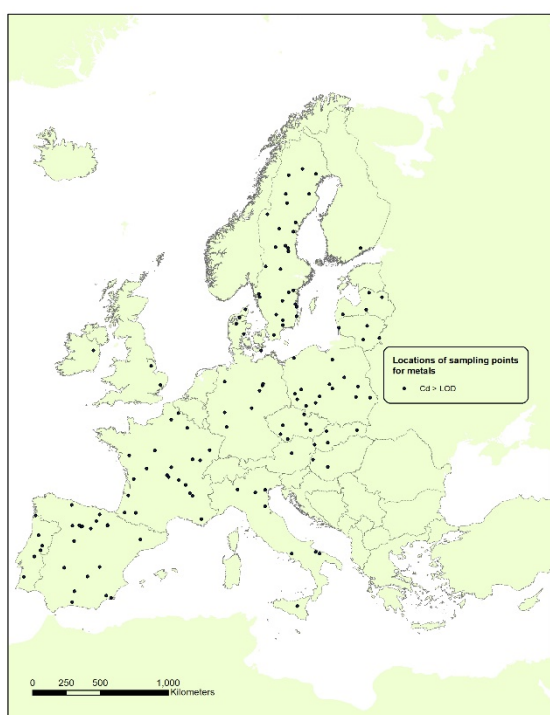 Locations of sampling points
for metals
Cd > LOD
0 250 500 1,000
Kilometers